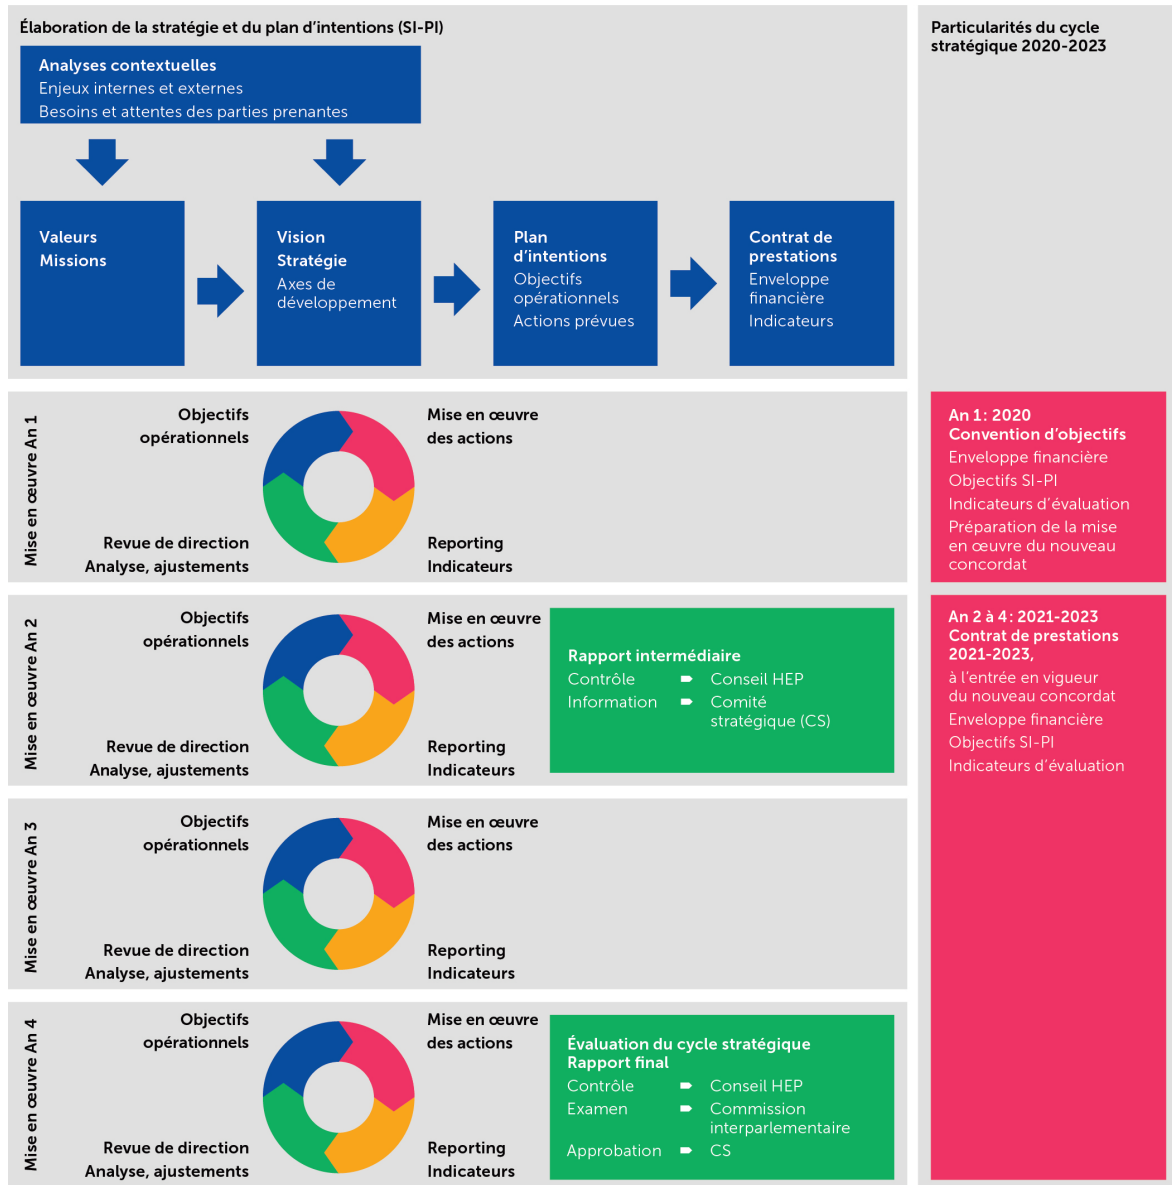 Élaboration de la stratégie et du plan d’intentions (SI-PI)
Analyses contextuelles
Enjeux internes et externes
Besoins et attentes des parties prenantes
Valeurs
Missions
Vision
Stratégie
Axes de
développement
Plan
d’intentions
Objectifs
opérationnels
Actions prévues
Contrat de
prestations
Enveloppe
financière
Indicateurs
Particularités du cycle
stratégique 2020-2023
Mise en œuvre An 1
Objectifs
opérationnels
Mise en œuvre
des actions
Revue de direction
Analyse, ajustements
Reporting
Indicateurs
An 1 : 2020
Convention d’objectifs
Enveloppe financière
Objectifs SI-PI
Indicateurs d’évaluation
Préparation de la mise
en œuvre du nouveau
concordat
Mise en œuvre An 2
Objectifs
opérationnels
Mise en œuvre
des actions
Revue de direction
Analyse, ajustements
Reporting
Indicateurs
Rapport intermédiaire
Contrôle Conseil HEP
Information Comité
stratégique (CS)
An 2 à 4 : 2021-2023
Contrat de prestations
2021-2023,
à l’entrée en vigueur
du nouveau concordat
Enveloppe financière
Objectifs SI-PI
Indicateurs d’évaluation
Mise en œuvre An 3
Objectifs
opérationnels
Mise en œuvre
des actions
Revue de direction
Analyse, ajustements
Reporting
Indicateurs
Mise en œuvre An 4
Objectifs
opérationnels
Mise en œuvre
des actions
Revue de direction
Analyse, ajustements
Reporting
Indicateurs
Évaluation du cycle stratégique
Rapport final
Contrôle Conseil HEP
Examen Commission
interparlementaire
Approbation CS